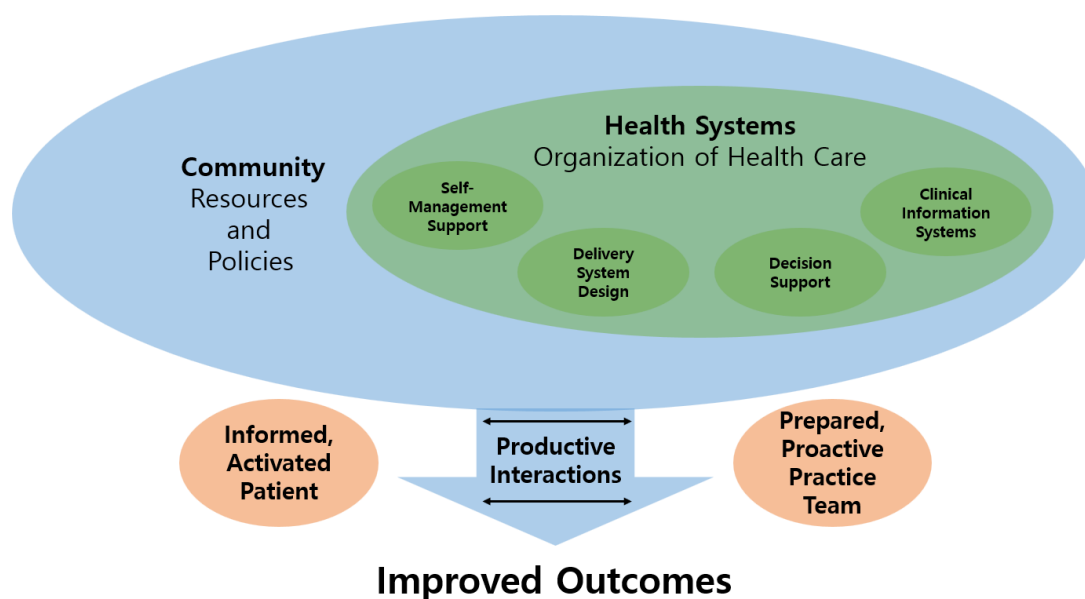 Health Systems
Organization of Health Care
Community
Resources
and
Policies
Self-
Management
Support
Delivery
System
Design
Decision
Support
Clinical
Information
Systems
Informed,
Activated
Patient
Productive
Interactions
Prepared,
Proactive
Practice
Team
Improved Outcomes